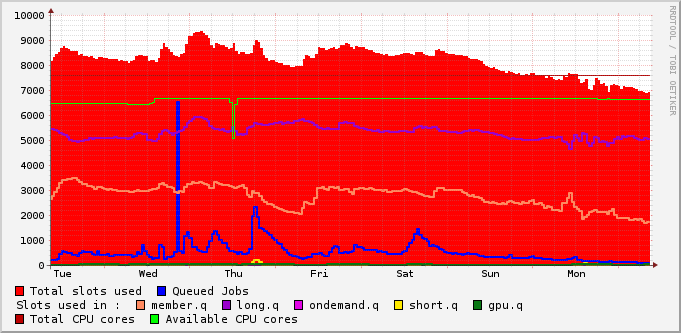 10000
9000
8000
7000
6000
5000
4000
3000
2000
1000
0
Tue Wed Thu Fri Sat Sun Mon
RRDTOOL / TOBI OETIKER
Total slots used Queued Jobs
Slots used in : member.q long.q ondemand.q short.q gpu.q
Total CPU cores Available CPU cores